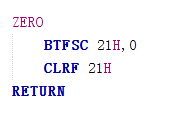 ZERO
BTFSC 21H,0
CLRF 21H
RETURN